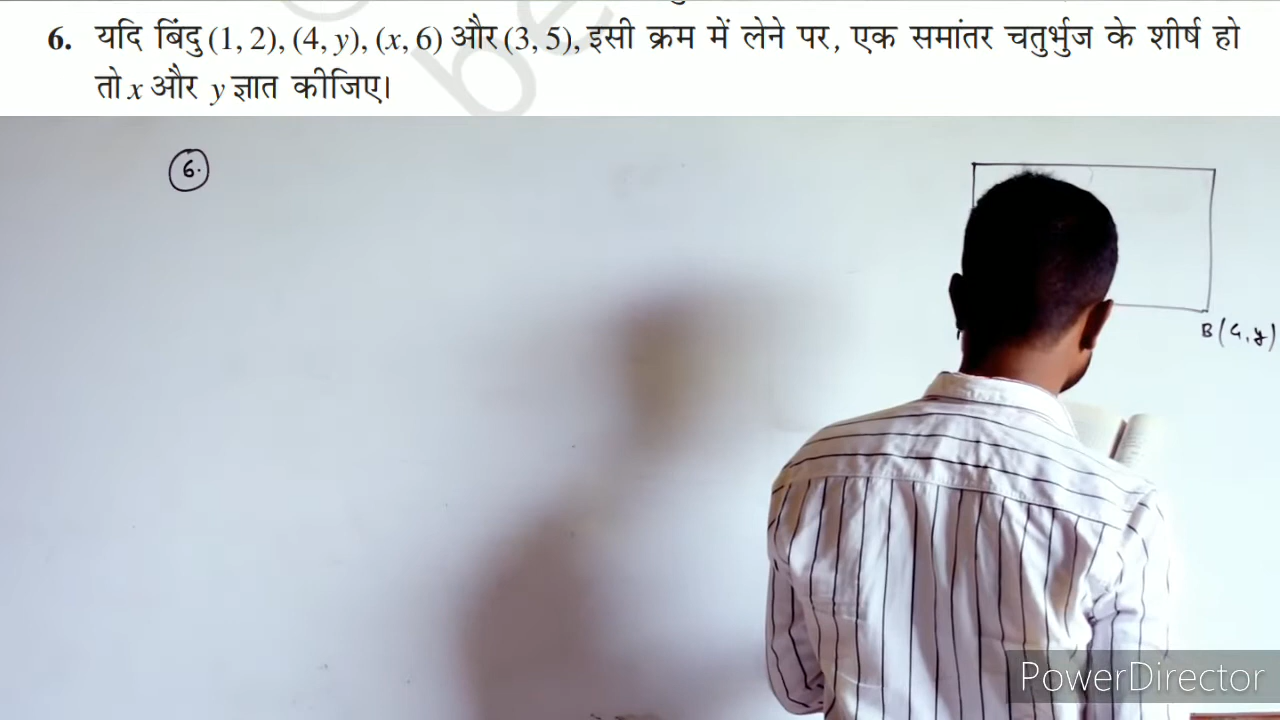 6. यदि बिंदु (1, 2), (4, y), (x, 6) और (3, 5), इसी क्रम में लेने पर, एक समांतर चतुर्भुज के शीर्ष हो
तो x और y ज्ञात कीजिए।
be
6.
B(4,y)
PowerDirector